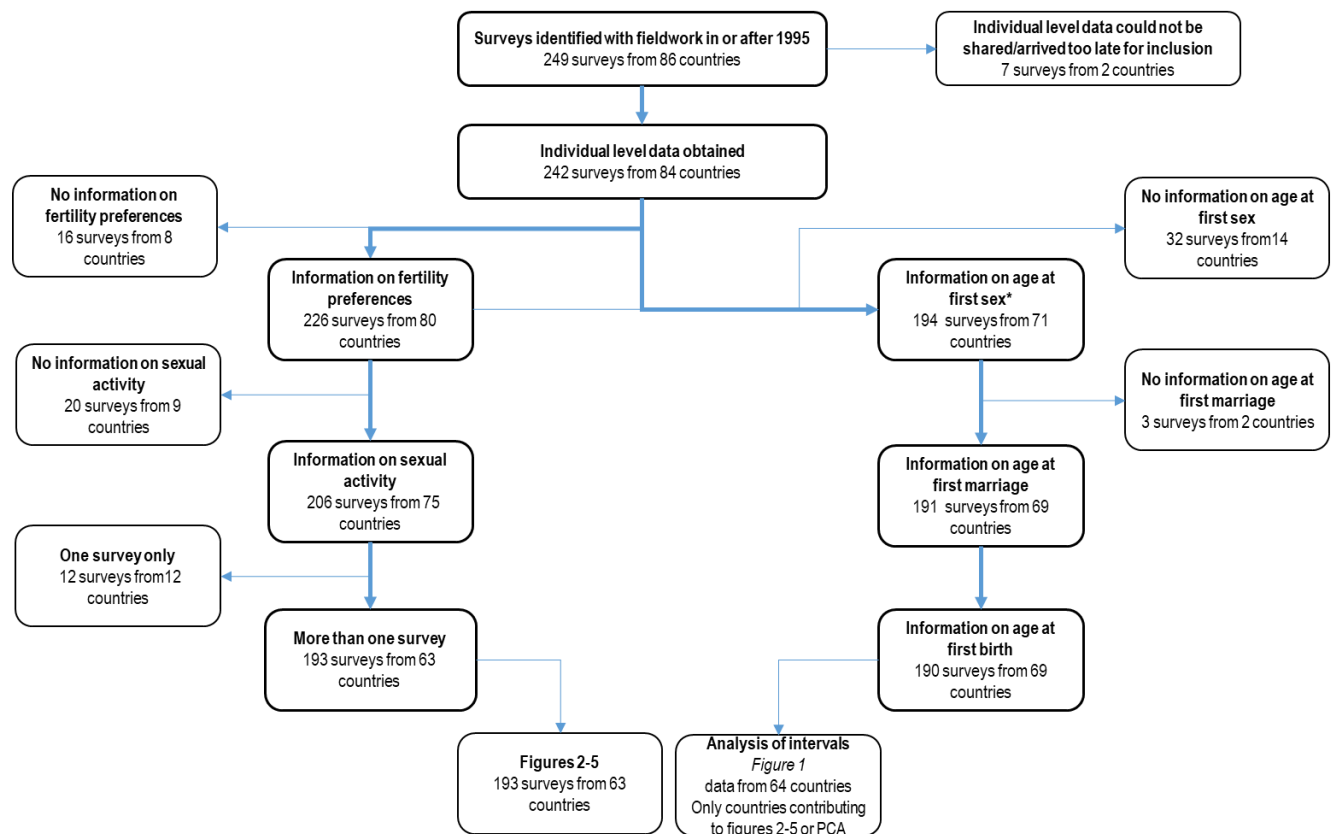 Surveys identified with fieldwork in or after 1995
249 surveys from 86 countries
Individual level data could not be
shared/arrived too late for inclusion
7 surveys from 2 countries
Individual level data obtained
242 surveys from 84 countries
No information on
fertility preferences
16 surveys from 8
countries
No information on age at
first sex
32 surveys from14
countries
Information on fertility
preferences
226 surveys from 80
countries
Information on age at
first sex*
194 surveys from 71
countries
No information on sexual
activity
20 surveys from 9
countries
No information on age at
first marriage
3 surveys from 2 countries
Information on sexual
activity
206 surveys from 75
countries
Information on age at
first marriage
191 surveys from 69
countries
One survey only
12 surveys from12
countries
More than one survey
193 surveys from 63
countries
Information on age at
first birth
190 surveys from 69
countries
Figures 2-5
193 surveys from 63
countries
Analysis of intervals
Figure 1
data from 64 countries
Only countries contributing
to figures 2-5 or PCA